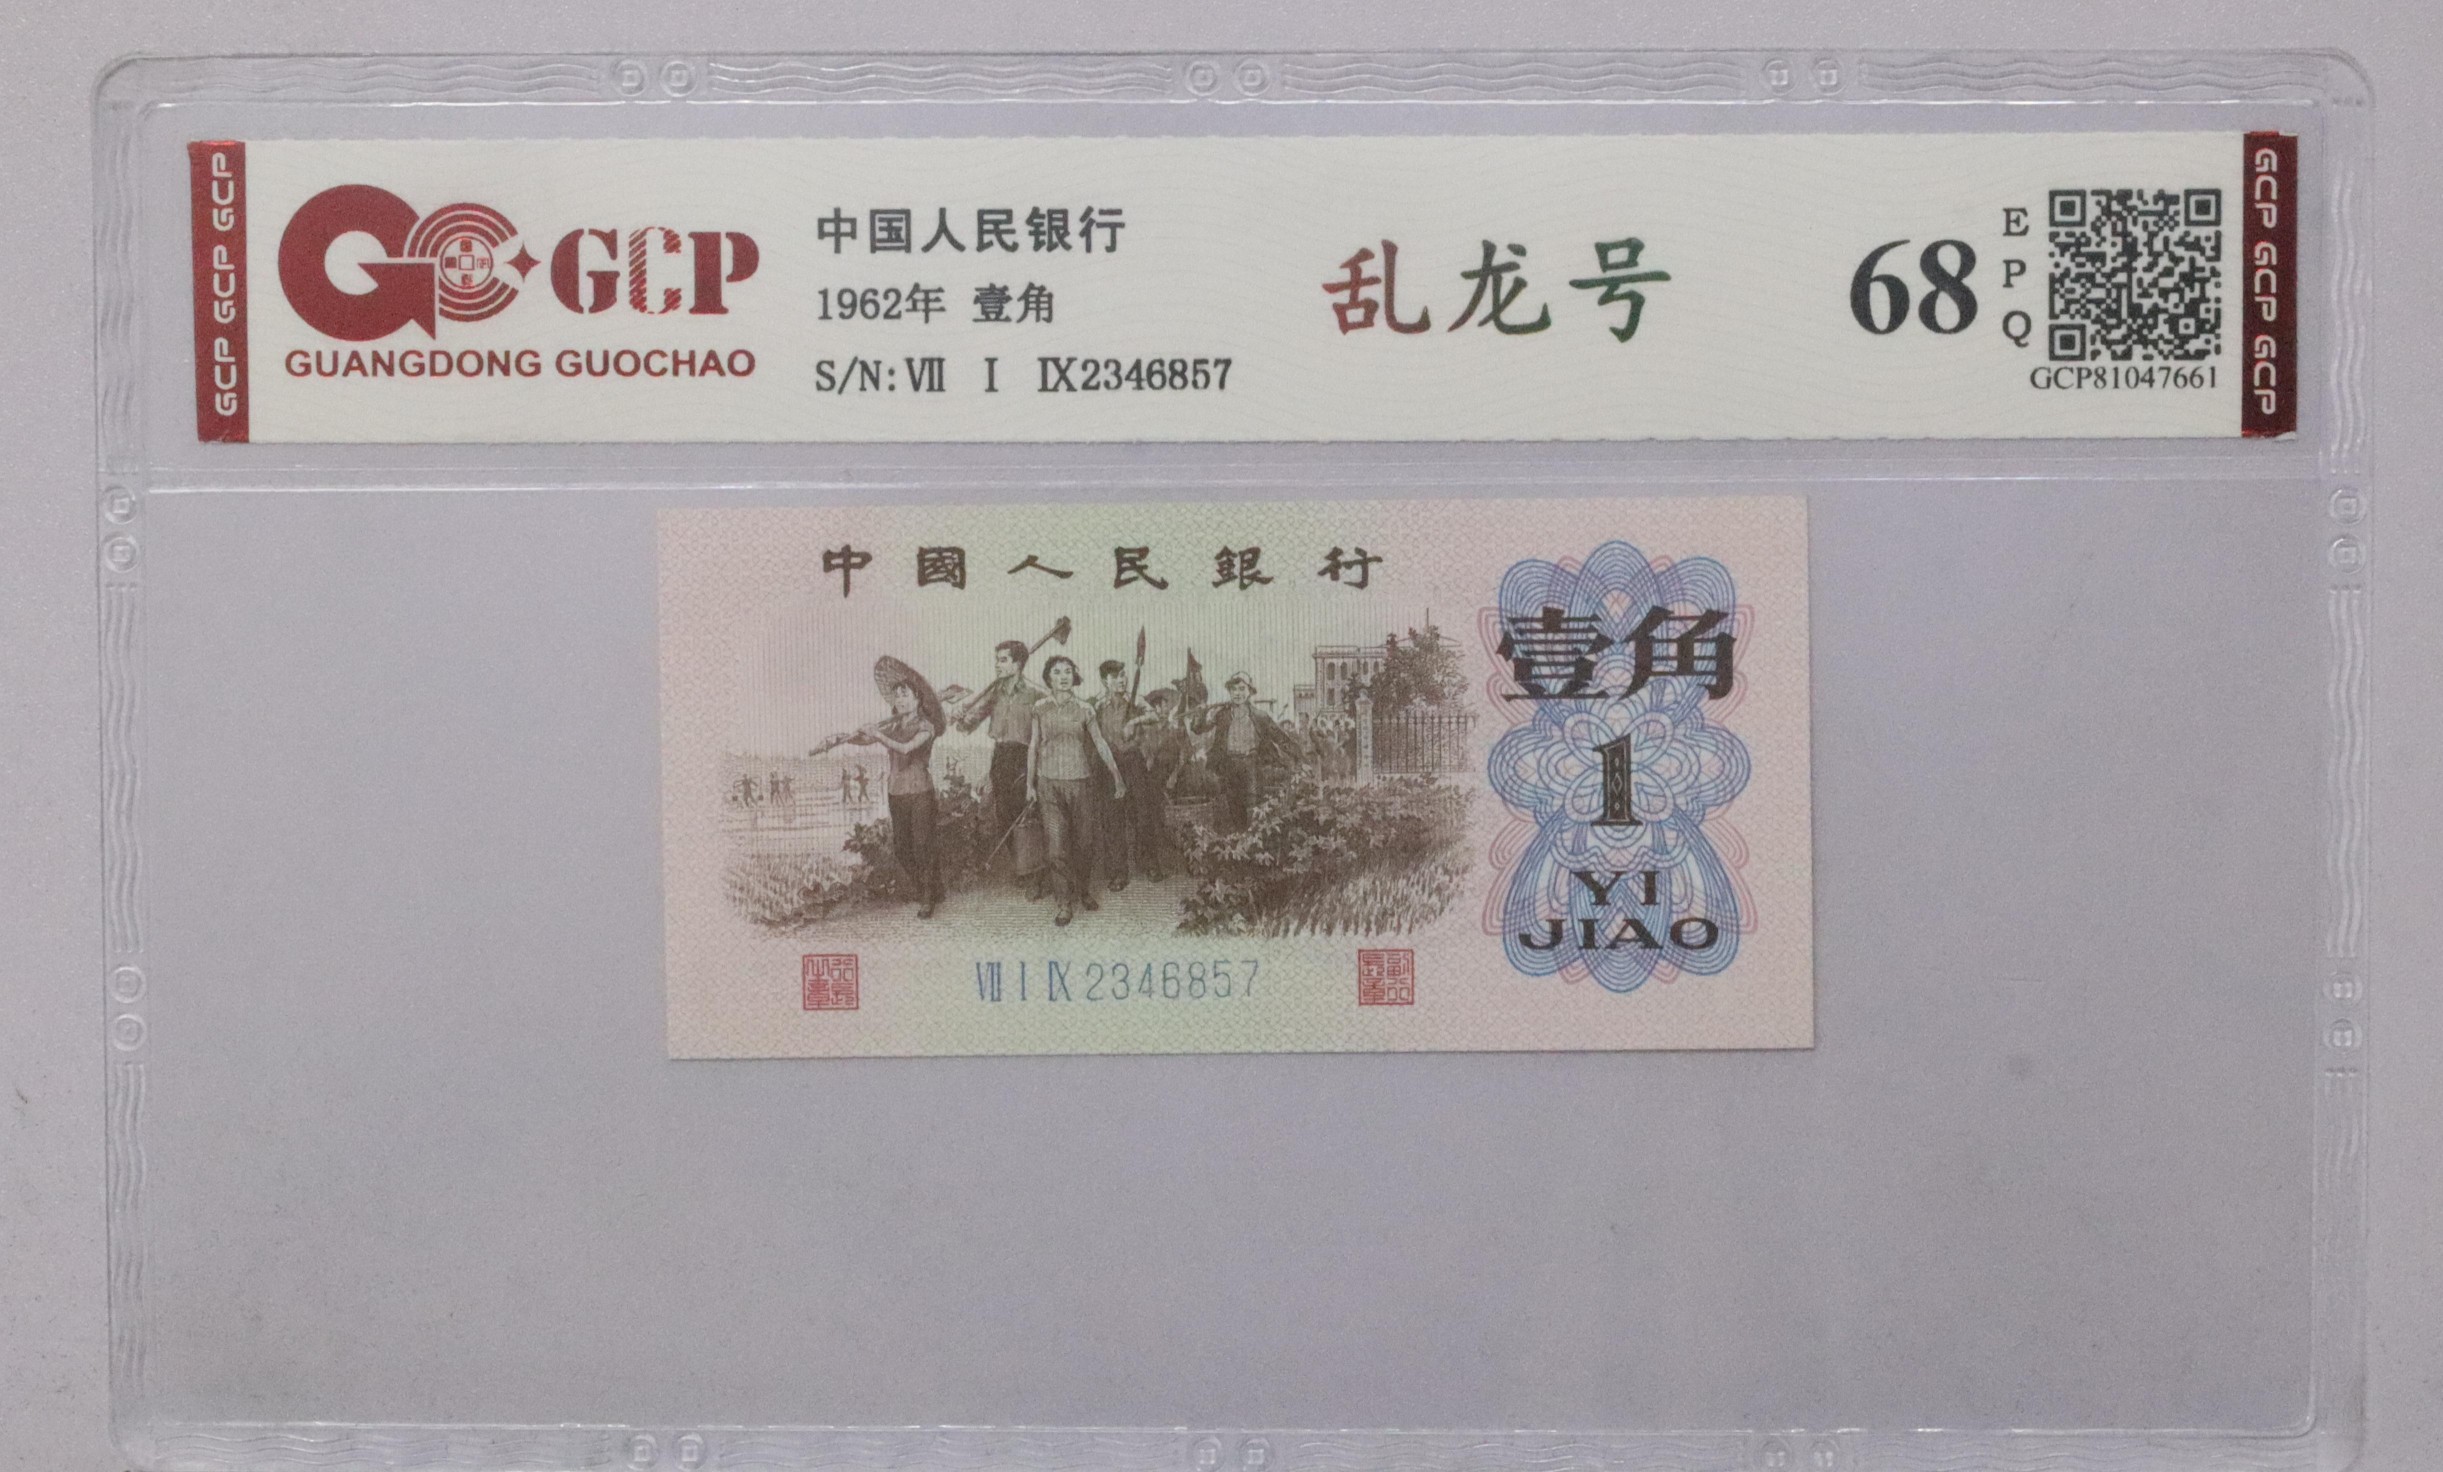 GCP GCP GCP
GCP
GUANGDONG GUOCHAO
中国人民银行
1962年 壹角
S/N: Ⅷ Ⅰ Ⅸ2346857
乱龙号
68
E
P
Q
GCP81047661
GCP GCP GCP
中國人民銀行
壹角
1
YI
JIAO
Ⅷ Ⅰ Ⅸ 2346857